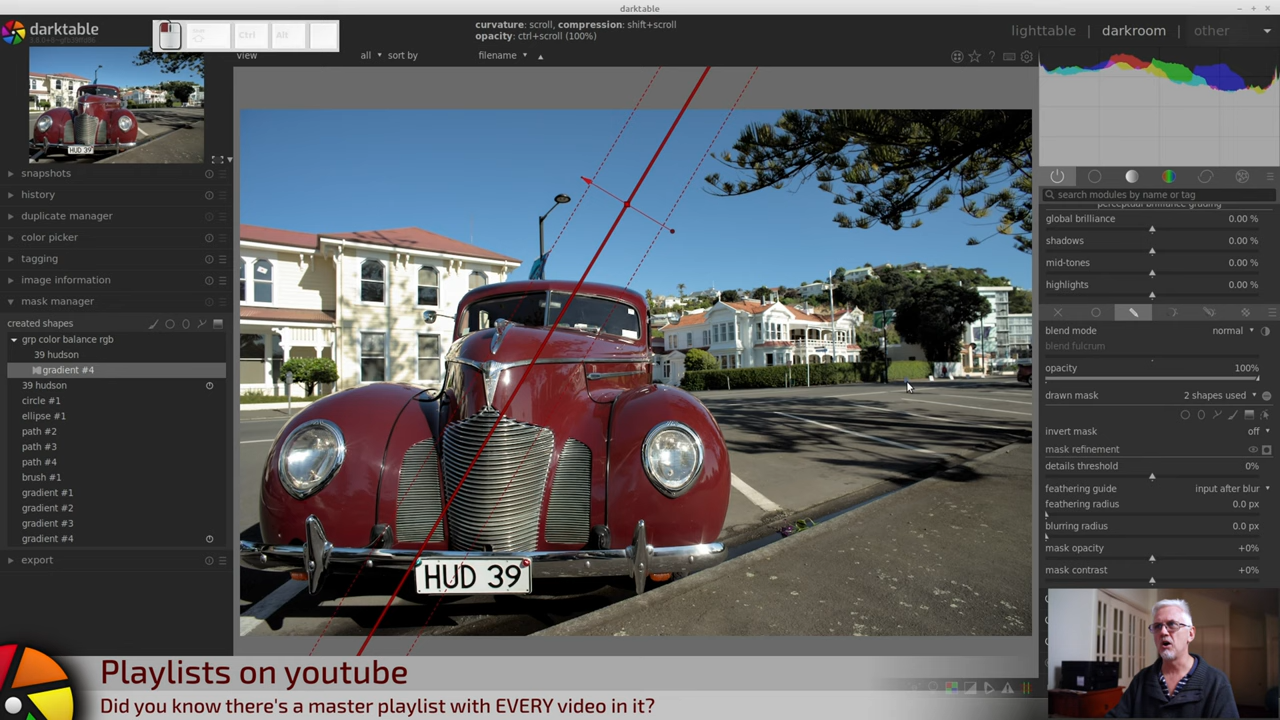 darktable
darktable
Ctrl
Alt
curvature: scroll, compression: shift+scroll
opacity: ctrl+scroll (100%)
lighttable | darkroom | other
view
all
sort by
filename
snapshots
history
duplicate manager
color picker
tagging
image information
mask manager
created shapes
grp color balance rgb
39 hudson
gradient #4
39 hudson
circle #1
ellipse #1
path #2
path #3
path #4
brush #1
gradient #1
gradient #2
gradient #3
gradient #4
export
HUD 39
search modules by name or tag
perceptual brilliance grading
global brilliance 0.00 %
shadows 0.00 %
mid-tones 0.00 %
highlights 0.00 %
blend mode normal
blend fulcrum
opacity 100%
drawn mask 2 shapes used
invert mask off
mask refinement
details threshold 0%
feathering guide input after blur
feathering radius 0.0 px
blurring radius 0.0 px
mask opacity +0%
mask contrast +0%
Playlists on youtube
Did you know there's a master playlist with EVERY video in it?